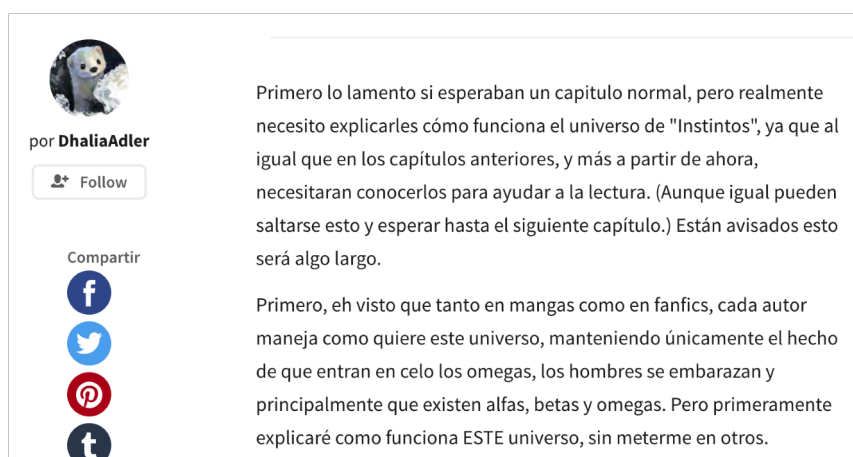 por DhaliaAdler
Follow
Compartir
Primero lo lamento si esperaban un capitulo normal, pero realmente
necesito explicarles cómo funciona el universo de "Instintos", ya que al
igual que en los capítulos anteriores, y más a partir de ahora,
necesitaran conocerlos para ayudar a la lectura. (Aunque igual pueden
saltarse esto y esperar hasta el siguiente capítulo.) Están avisados esto
será algo largo.
Primero, eh visto que tanto en mangas como en fanfics, cada autor
maneja como quiere este universo, manteniendo únicamente el hecho
de que entran en celo los omegas, los hombres se embarazan y
principalmente que existen alfas, betas y omegas. Pero primeramente
explicaré como funciona ESTE universo, sin meterme en otros.